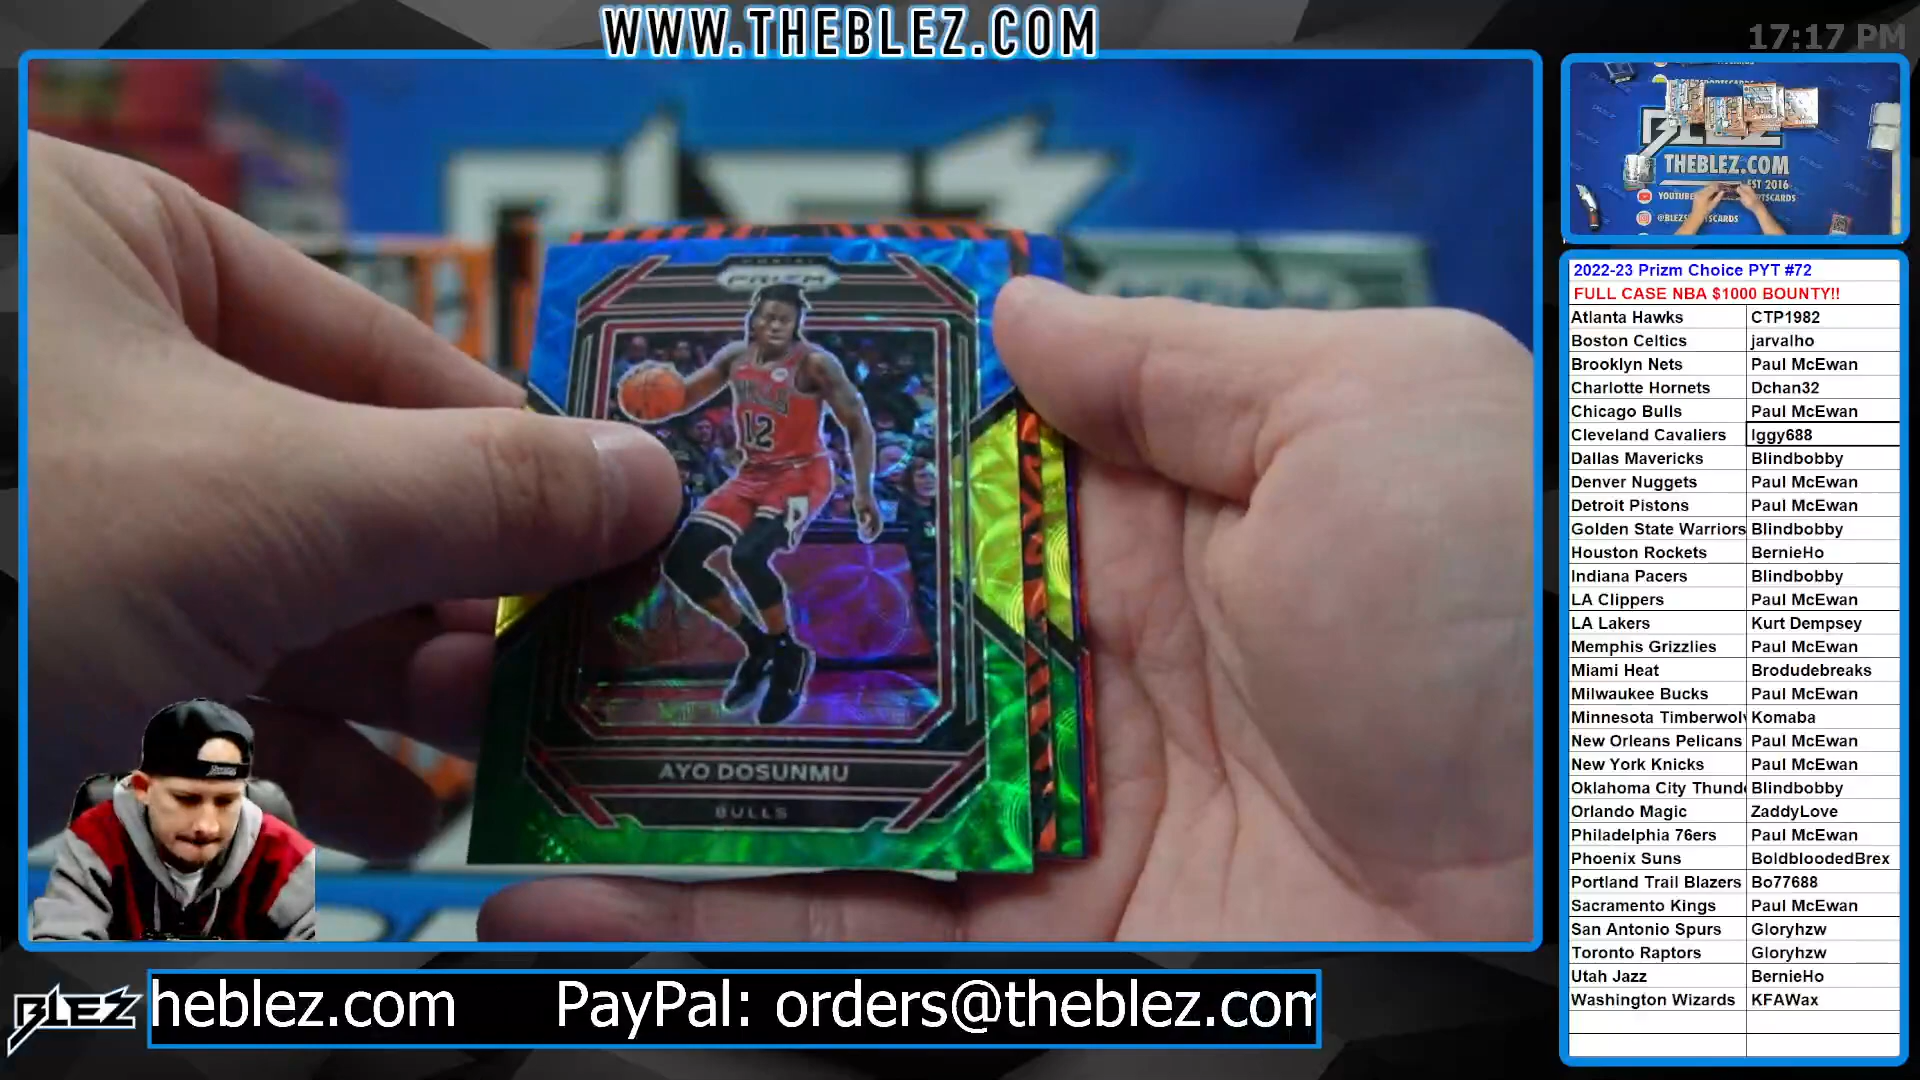 WWW.THEBLEZ.COM
17:17 PM
BLEZ
PRIZM
BULLS
12
AYO DOSUNMU
BULLS
BLEZ
THEBLEZ.COM
EST 2016
YOUTUBE
2022-23 Prizm Choice PYT #72
FULL CASE NBA $1000 BOUNTY!!
Atlanta Hawks CTP1982
Boston Celtics jarvalho
Brooklyn Nets Paul McEwan
Charlotte Hornets Dchan32
Chicago Bulls Paul McEwan
Cleveland Cavaliers Iggy688
Dallas Mavericks Blindbobby
Denver Nuggets Paul McEwan
Detroit Pistons Paul McEwan
Golden State Warriors Blindbobby
Houston Rockets BernieHo
Indiana Pacers Blindbobby
LA Clippers Paul McEwan
LA Lakers Kurt Dempsey
Memphis Grizzlies Paul McEwan
Miami Heat Brodudebreaks
Milwaukee Bucks Paul McEwan
Minnesota Timberwol Komaba
New Orleans Pelicans Paul McEwan
New York Knicks Paul McEwan
Oklahoma City Thund Blindbobby
Orlando Magic ZaddyLove
Philadelphia 76ers Paul McEwan
Phoenix Suns BoldbloodedBrex
Portland Trail Blazers Bo77688
Sacramento Kings Paul McEwan
San Antonio Spurs Gloryhzw
Toronto Raptors Gloryhzw
Utah Jazz BernieHo
Washington Wizards KFAWax
BLEZ
heblez.com PayPal: orders@theblez.com